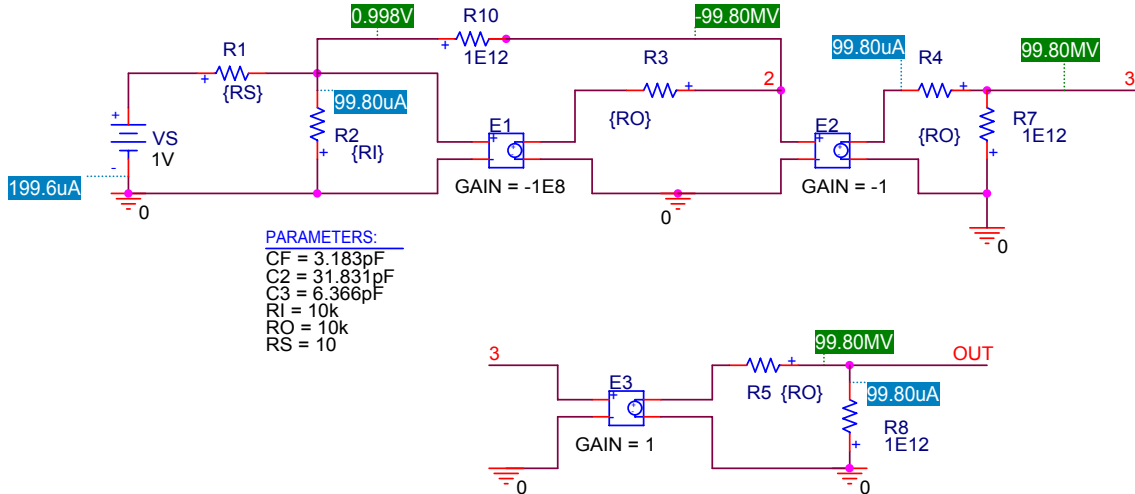 0.998V
R10
1E12
-99.80MV
R1
{RS}
R3
{RO}
2
99.80uA
R4
{RO}
99.80MV
3
+
+
+
+
+
VS
1V
-
199.6uA
0
99.80uA
R2
{RI}
+
E1
+
-
GAIN = -1E8
0
E2
+
-
GAIN = -1
R7
1E12
+
0
PARAMETERS:
CF = 3.183pF
C2 = 31.831pF
C3 = 6.366pF
RI = 10k
RO = 10k
RS = 10
3
E3
+
-
GAIN = 1
0
99.80MV
+
R5 {RO}
OUT
99.80uA
R8
1E12
+
0